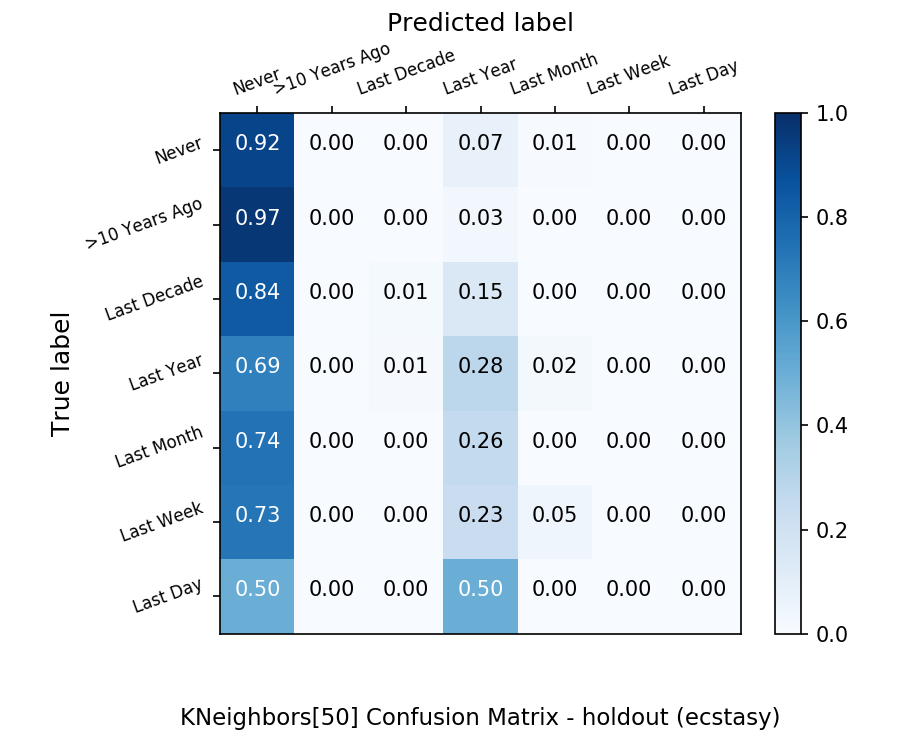 Predicted label
Never >10 Years Ago Last Decade Last Year Last Month Last Week Last Day
True label
Never 0.92 0.00 0.00 0.07 0.01 0.00 0.00
>10 Years Ago 0.97 0.00 0.00 0.03 0.00 0.00 0.00
Last Decade 0.84 0.00 0.01 0.15 0.00 0.00 0.00
Last Year 0.69 0.00 0.01 0.28 0.02 0.00 0.00
Last Month 0.74 0.00 0.00 0.26 0.00 0.00 0.00
Last Week 0.73 0.00 0.00 0.23 0.05 0.00 0.00
Last Day 0.50 0.00 0.00 0.50 0.00 0.00 0.00
1.0
0.8
0.6
0.4
0.2
0.0
KNeighbors[50] Confusion Matrix - holdout (ecstasy)